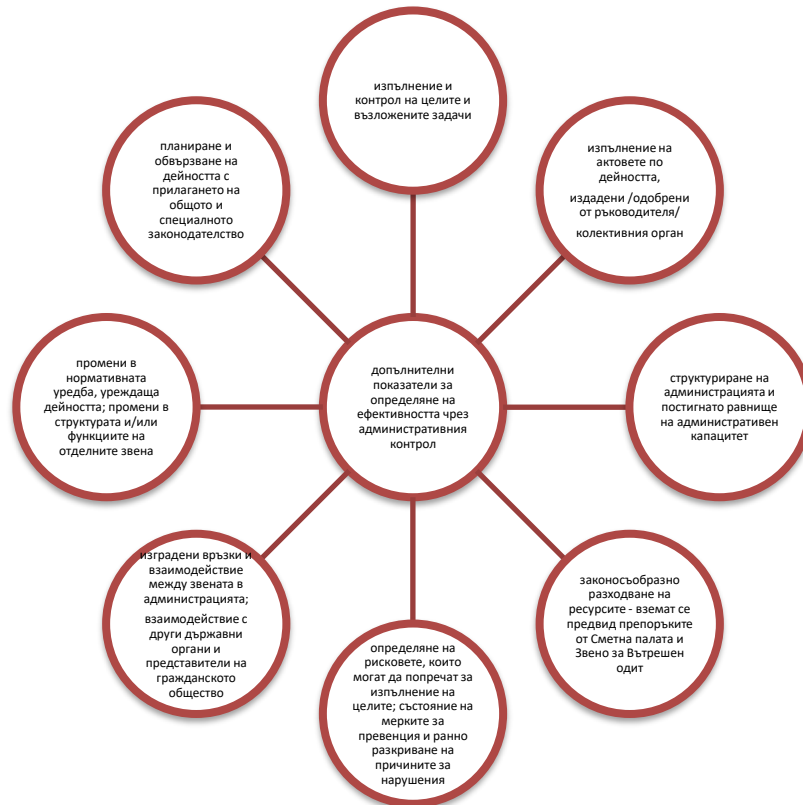 изпълнение и
контрол на целите и
възложените задачи
изпълнение на
актовете по
дейността,
издадени /одобрени
от ръководителя/
колективния орган
структуриране на
администрацията и
постигнато равнище
на административен
капацитет
законосъобразно
разходване на
ресурсите - вземат се
предвид препоръките
от Сметна палата и
Звено за Вътрешен
одит
определяне на
рисковете, които
могат да попречат за
изпълнение на
целите; състояние на
мерките за
превенция и ранно
разкриване на
причините за
нарушения
изградени връзки и
взаимодействие
между звената в
администрацията;
взаимодействие с
други държавни
органи и
представители на
гражданското
общество
промени в
нормативната
уредба, уреждаща
дейността; промени в
структурата и/или
функциите на
отделните звена
планиране и
обвързване на
дейността с
прилагането на
общото и
специалното
законодателство
допълнителни
показатели за
определяне на
ефективността чрез
административния
контрол